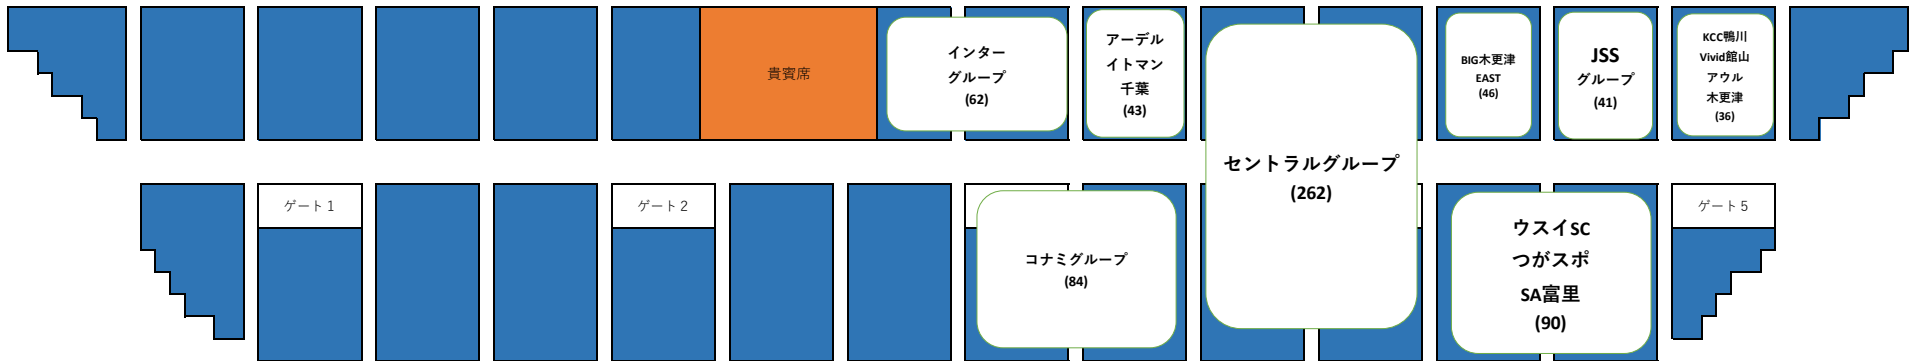 貴賓席
インター
グループ
(62)
アーデル
イトマン
千葉
(43)
セントラルグループ
(262)
BIG木更津
EAST
(46)
JSS
グループ
(41)
KCC鴨川
Vivid館山
アウル
木更津
(36)
ゲート１
ゲート２
コナミグループ
(84)
ウスイSC
つがスポ
SA富里
(90)
ゲート５